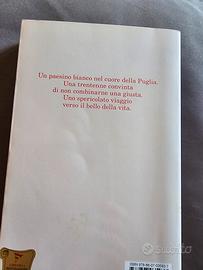 Un paesino bianco nel cuore della Puglia.
Una trentenne convinta
di non combinarne una giusta.
Uno spericolato viaggio
verso il bello della vita.
subito